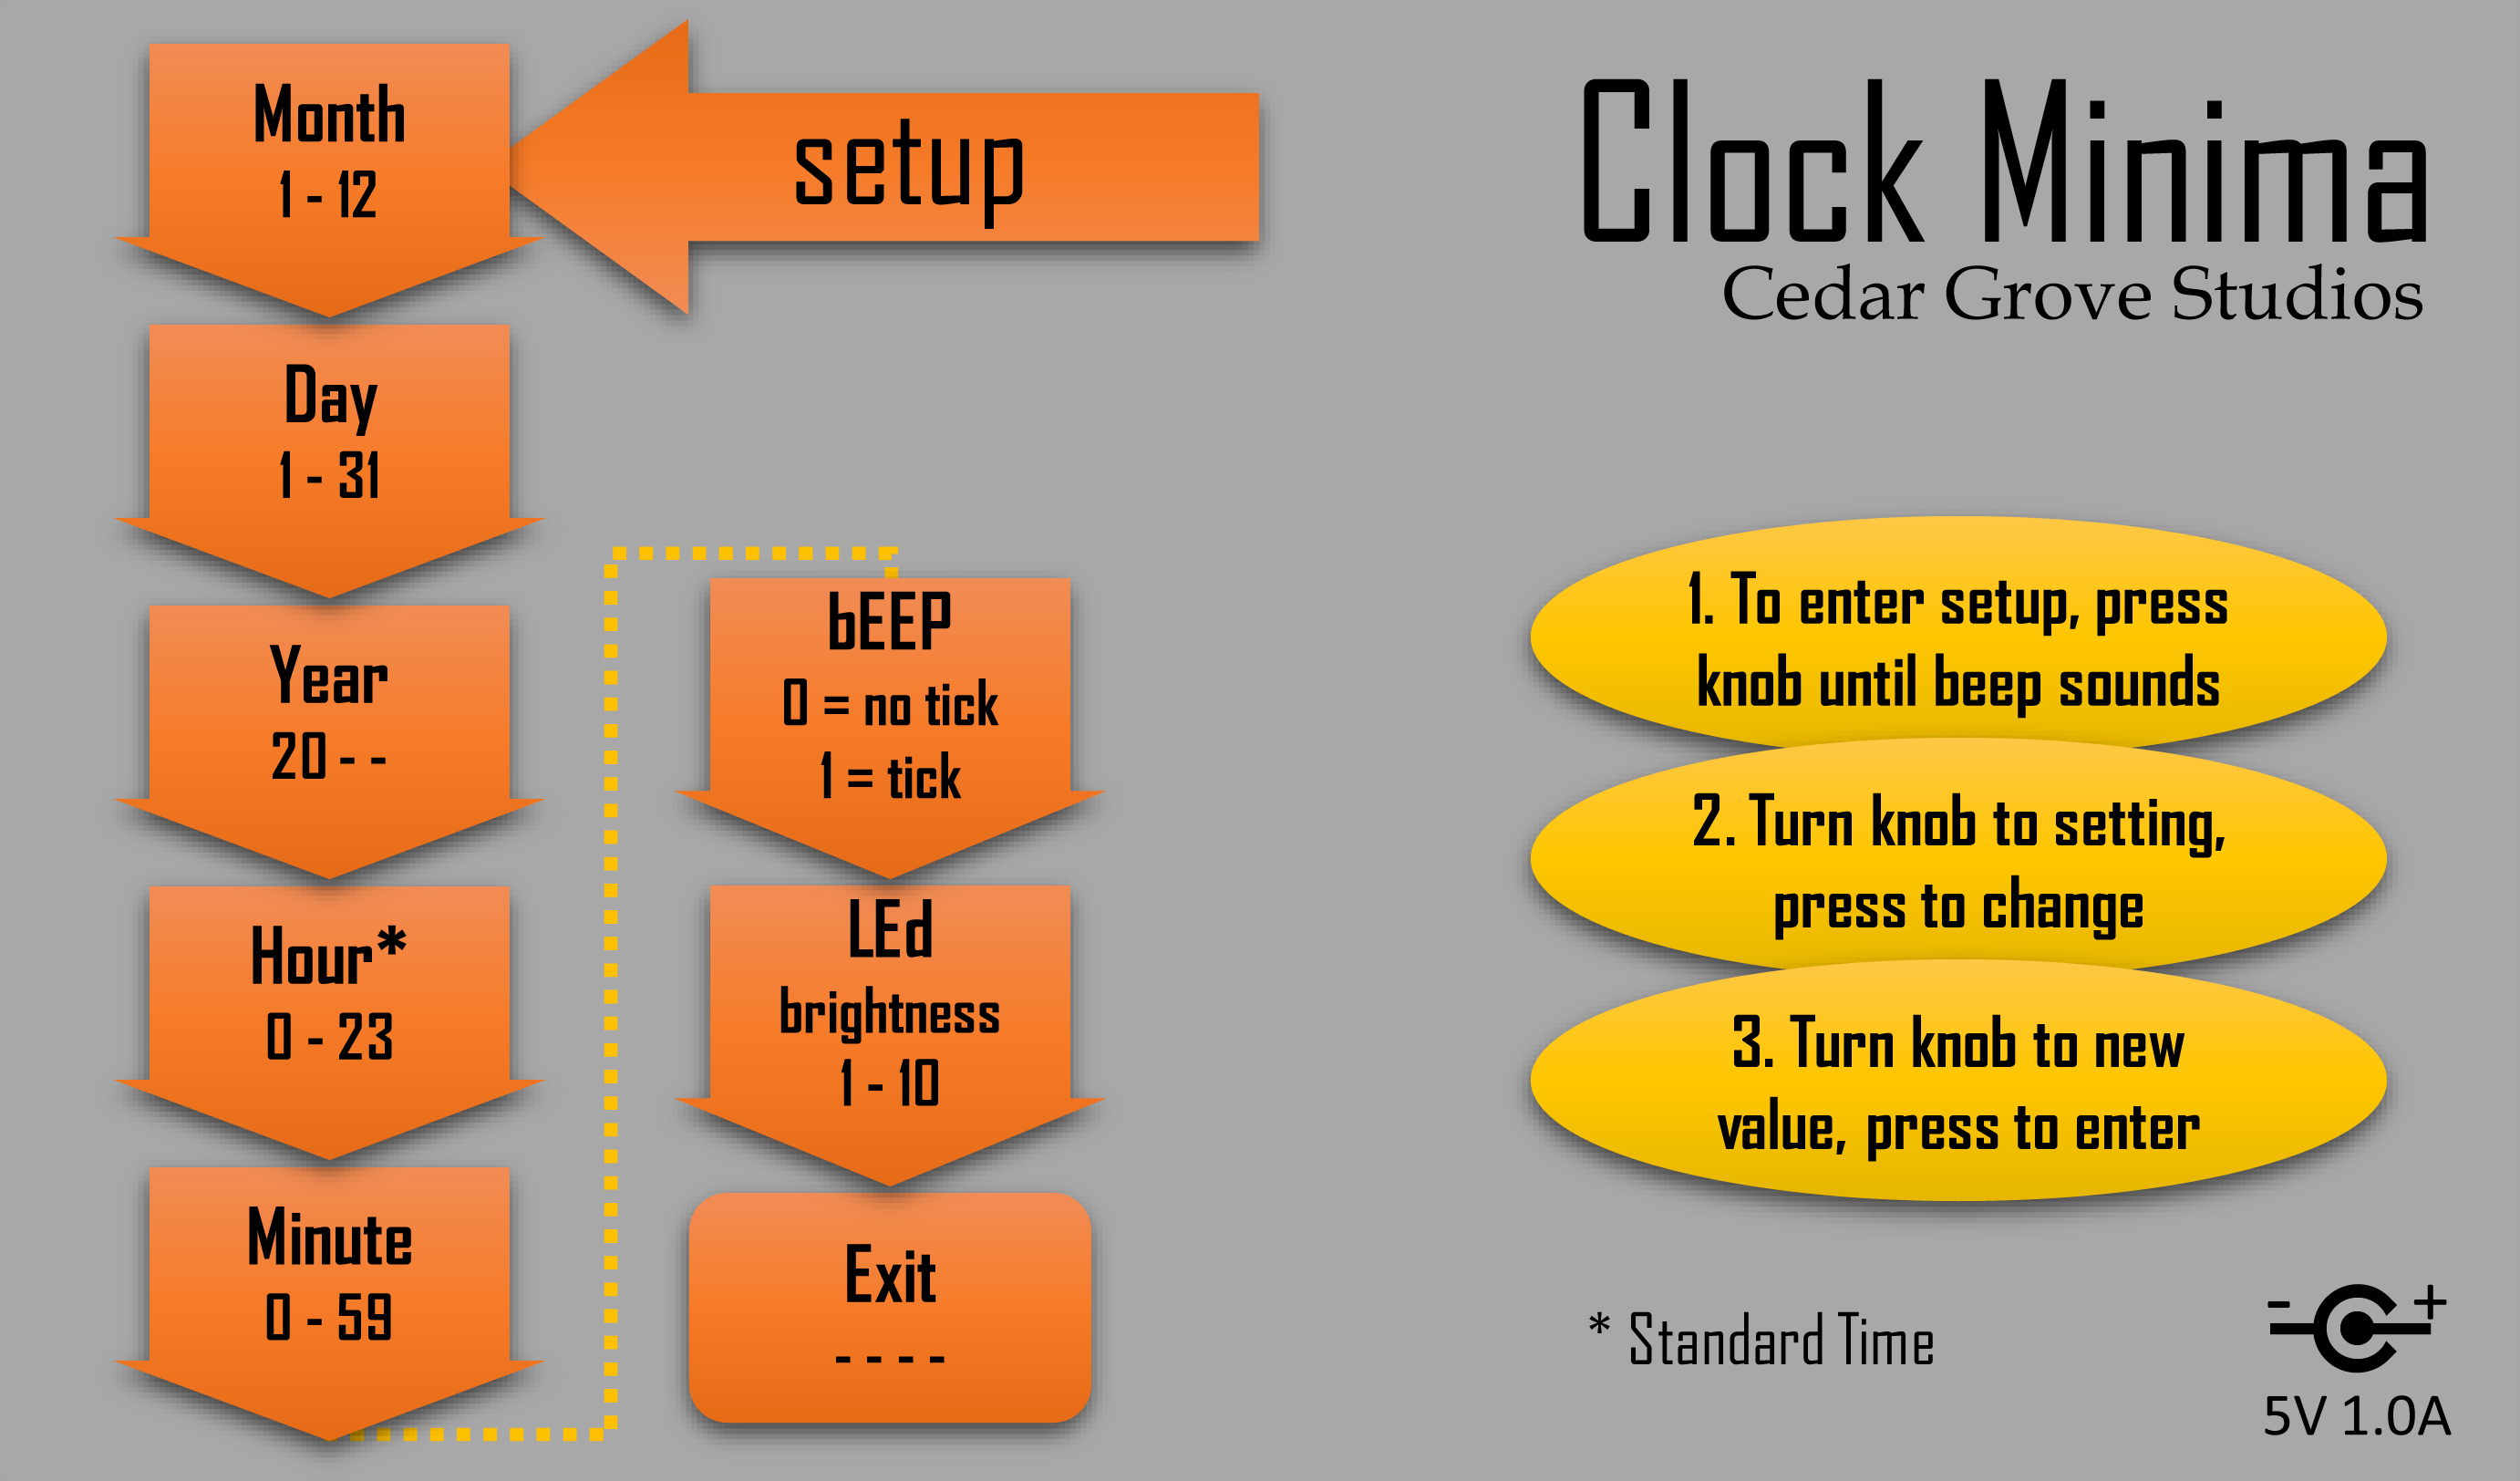 setup
Clock Minima
Cedar Grove Studios
Month
1 - 12
Day
1 - 31
Year
20 - -
Hour*
0 - 23
Minute
0 - 59
bEEP
0 = no tick
1 = tick
LEd
brightness
1 - 10
Exit
- - - -
1. To enter setup, press
knob until beep sounds
2. Turn knob to setting,
press to change
3. Turn knob to new
value, press to enter
* Standard Time
- +
5V 1.0A